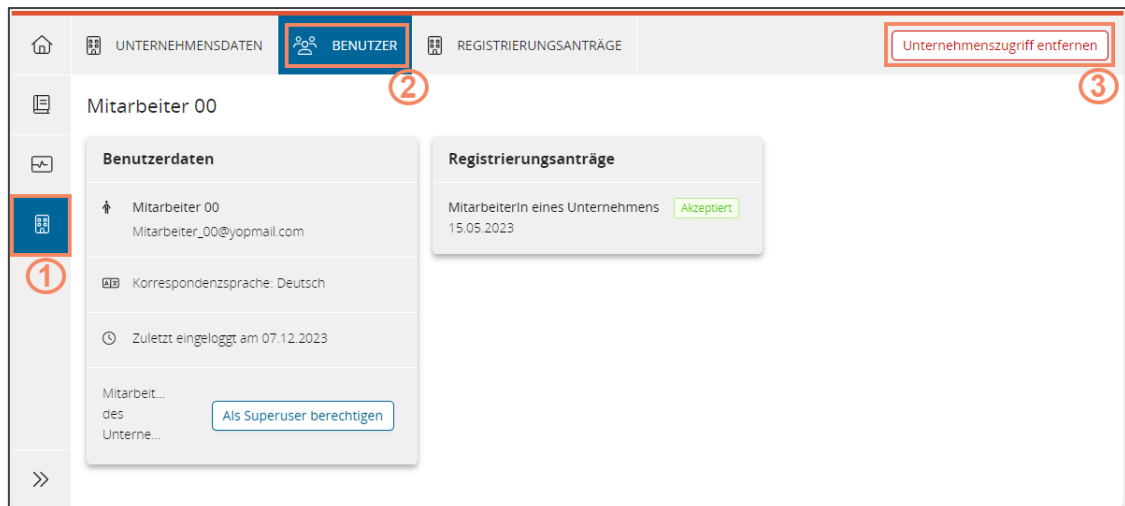 UNTERNEHMENSDATEN
BENUTZER
REGISTRIERUNGSANTRÄGE
Unternehmenszugriff entfernen
2
3
Mitarbeiter 00
Benutzerdaten
Mitarbeiter 00
Mitarbeiter_00@yopmail.com
Korrespondenzsprache: Deutsch
Zuletzt eingeloggt am 07.12.2023
Mitarbeit...
des
Unterne...
Als Superuser berechtigen
Registrierungsanträge
MitarbeiterIn eines Unternehmens Akzeptiert
15.05.2023
1